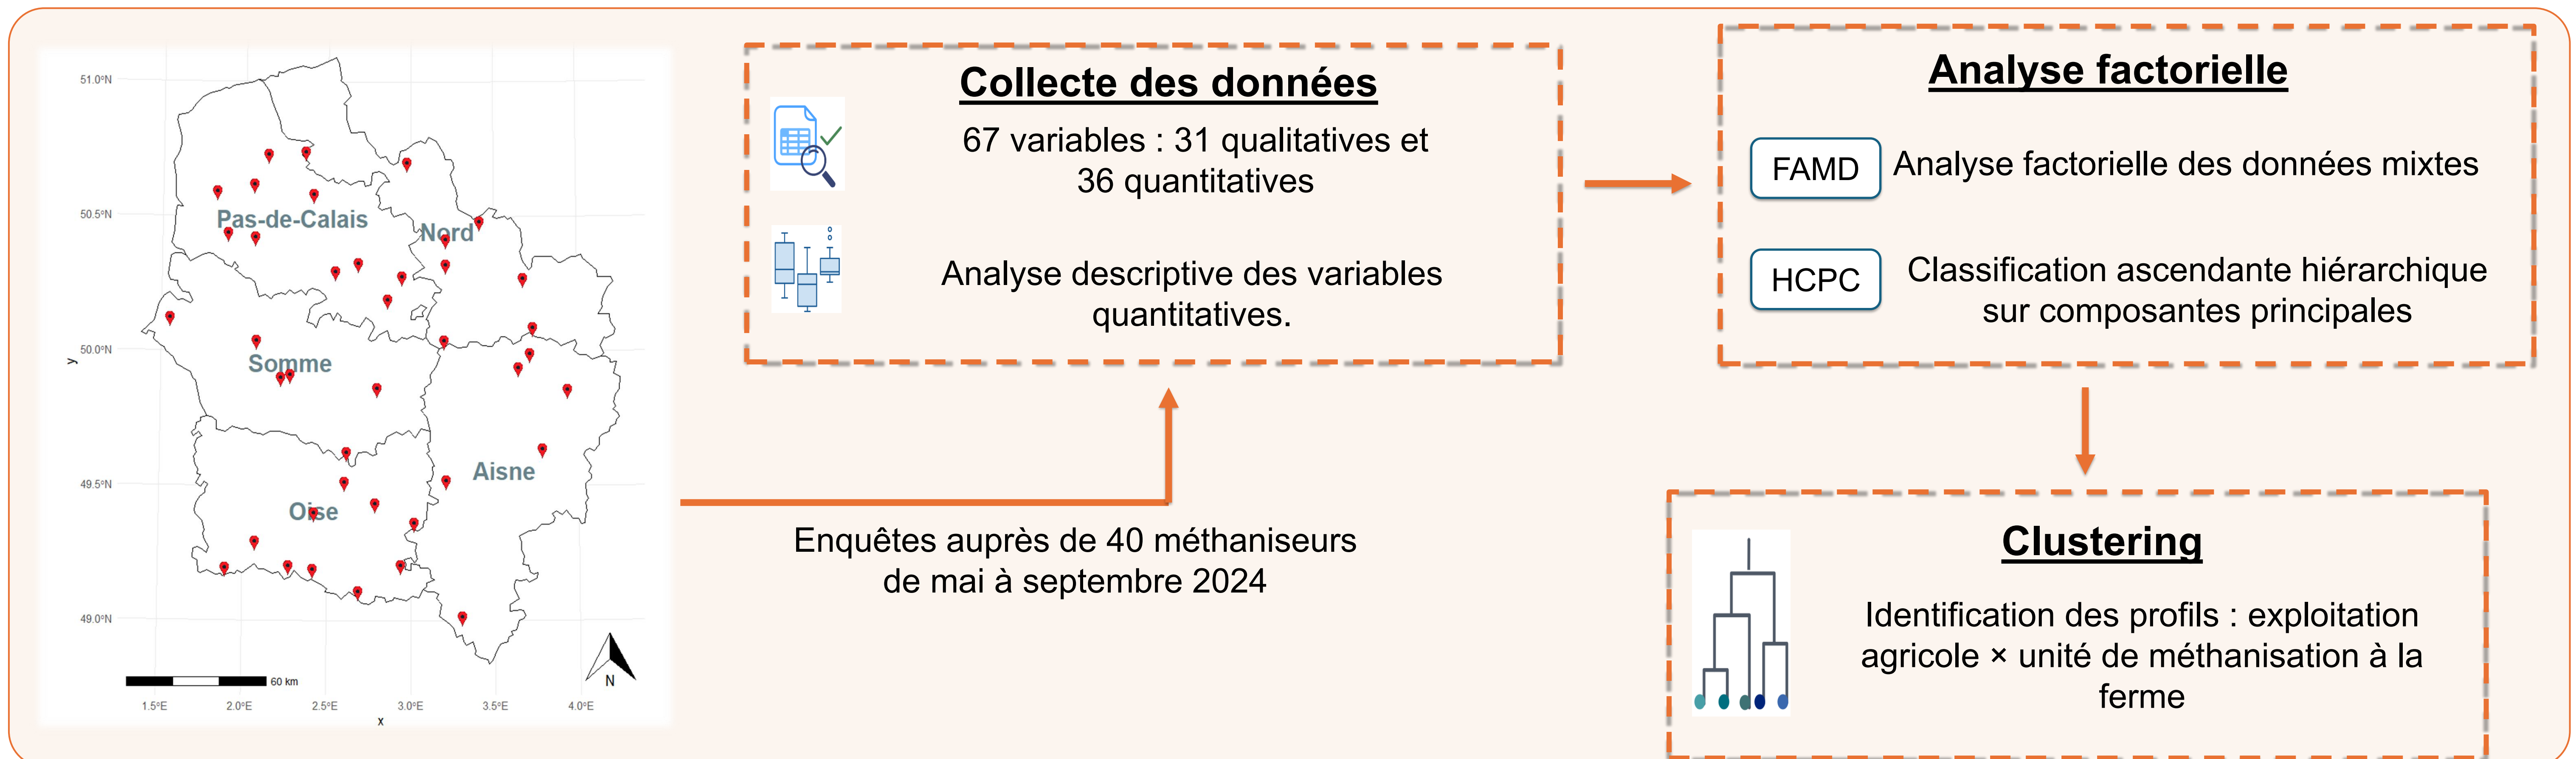 51.0°N
50.5°N
50.0°N
49.5°N
49.0°N
y
Pas-de-Calais
Nord
Somme
Aisne
Oise
60 km
N
1.5°E 2.0°E 2.5°E 3.0°E 3.5°E 4.0°E
x
Enquêtes auprès de 40 méthaniseurs
de mai à septembre 2024
Collecte des données
67 variables : 31 qualitatives et
36 quantitatives
Analyse descriptive des variables
quantitatives.
Analyse factorielle
FAMD Analyse factorielle des données mixtes
HCPC Classification ascendante hiérarchique
sur composantes principales
Clustering
Identification des profils : exploitation
agricole × unité de méthanisation à la
ferme